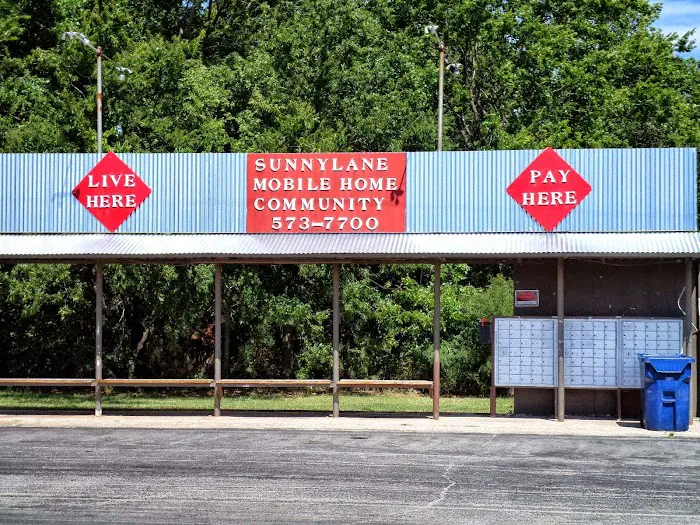 LIVE
HERE
SUNNYLANE
MOBILE HOME
COMMUNITY
573-7700
PAY
HERE